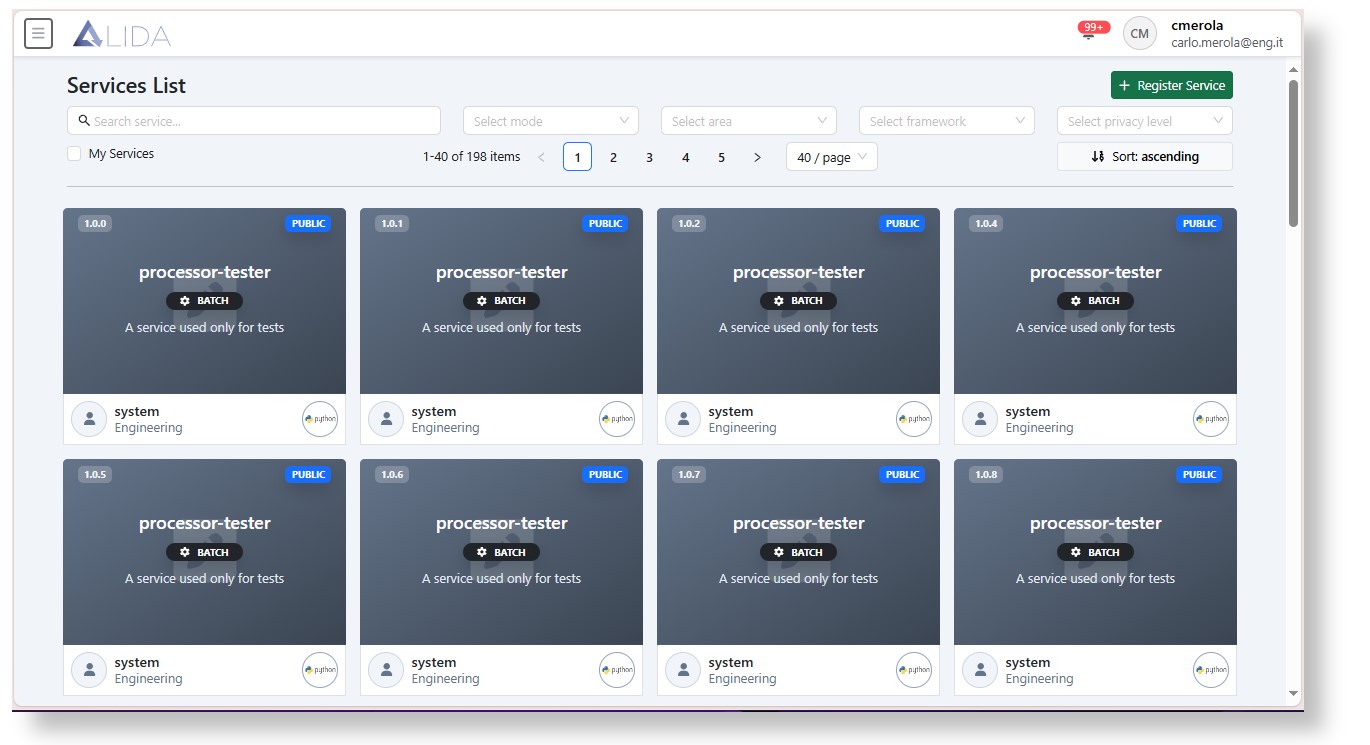 ALIDA
99+
CM
cmerola
carlo.merola@eng.it
Services List
+ Register Service
Search service...
Select mode
Select area
Select framework
Select privacy level
My Services
1-40 of 198 items
< 1 2 3 4 5 >
40 / page
Sort: ascending
1.0.0 PUBLIC
processor-tester
BATCH
A service used only for tests
system
Engineering
python
1.0.1 PUBLIC
processor-tester
BATCH
A service used only for tests
system
Engineering
python
1.0.2 PUBLIC
processor-tester
BATCH
A service used only for tests
system
Engineering
python
1.0.4 PUBLIC
processor-tester
BATCH
A service used only for tests
system
Engineering
python
1.0.5 PUBLIC
processor-tester
BATCH
A service used only for tests
system
Engineering
python
1.0.6 PUBLIC
processor-tester
BATCH
A service used only for tests
system
Engineering
python
1.0.7 PUBLIC
processor-tester
BATCH
A service used only for tests
system
Engineering
python
1.0.8 PUBLIC
processor-tester
BATCH
A service used only for tests
system
Engineering
python